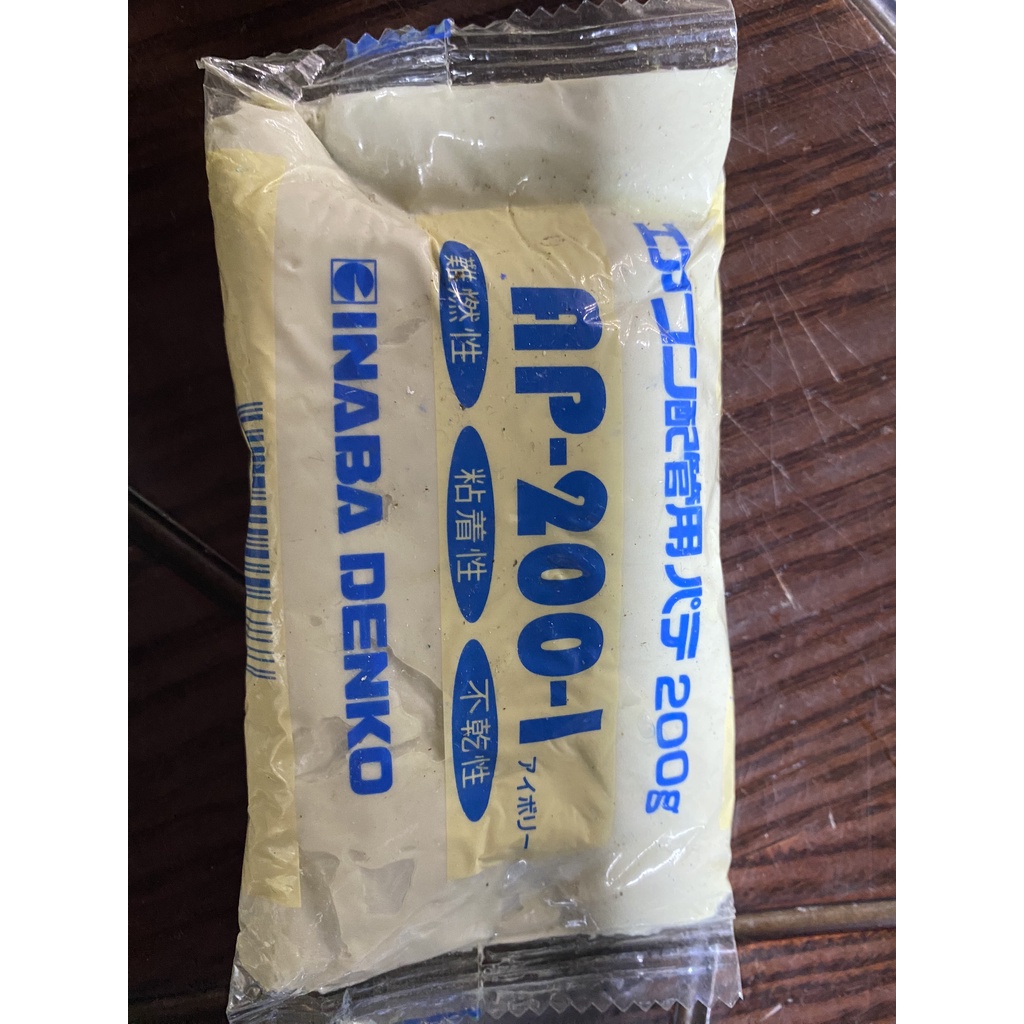 エアコン配管用パテ 200g
AP-200-I アイボリー
難燃性 粘着性 不乾性
INABA DENKO